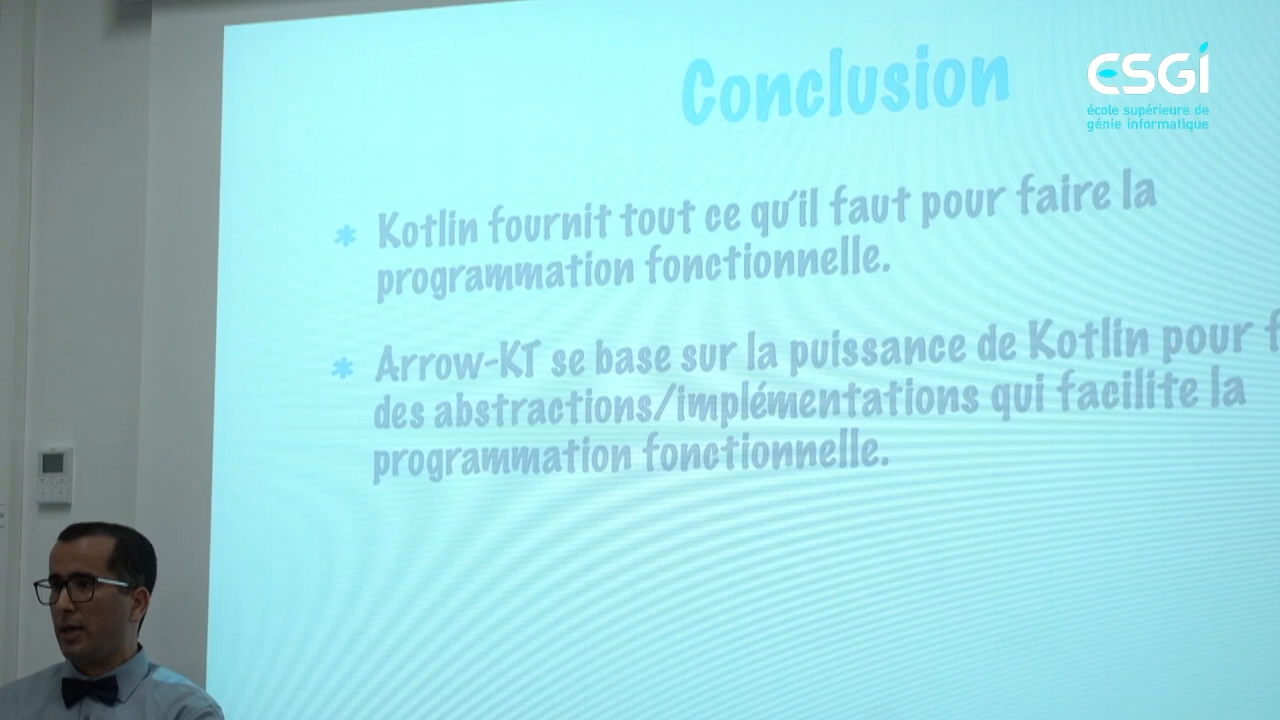 Conclusion
ESGI
école supérieure de
génie informatique
* Kotlin fournit tout ce qu'il faut pour faire la
programmation fonctionnelle.
* Arrow-KT se base sur la puissance de Kotlin pour
des abstractions/implémentations qui facilite la
programmation fonctionnelle.